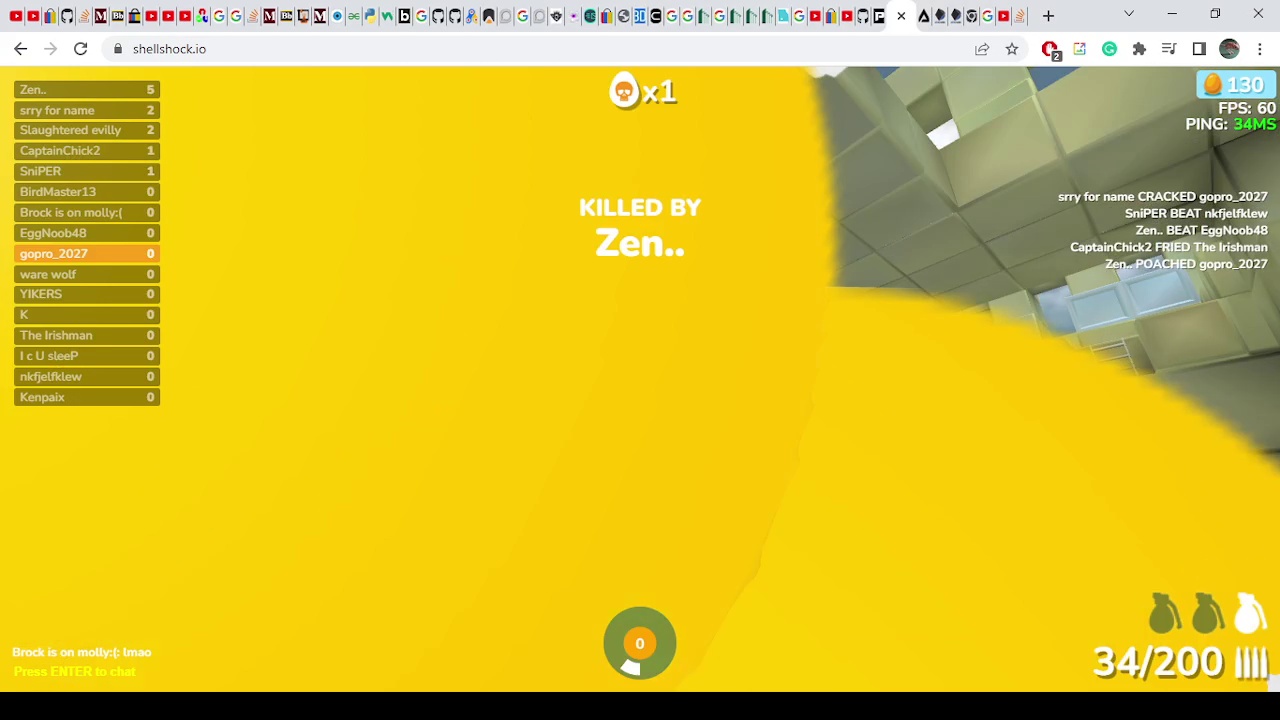 shellshock.io
2
Zen.. 5
srry for name 2
Slaughtered evilly 2
CaptainChick2 1
SniPER 1
BirdMaster13 0
Brock is on molly:( 0
EggNoob48 0
gopro_2027 0
ware wolf 0
YIKERS 0
K 0
The Irishman 0
I c U sleeP 0
nkfjelfklew 0
Kenpaix 0
x1
KILLED BY
Zen..
130
FPS: 60
PING: 34MS
srry for name CRACKED gopro_2027
SniPER BEAT nkfjelfklew
Zen.. BEAT EggNoob48
CaptainChick2 FRIED The Irishman
Zen.. POACHED gopro_2027
Brock is on molly:(: lmao
Press ENTER to chat
0
34/200